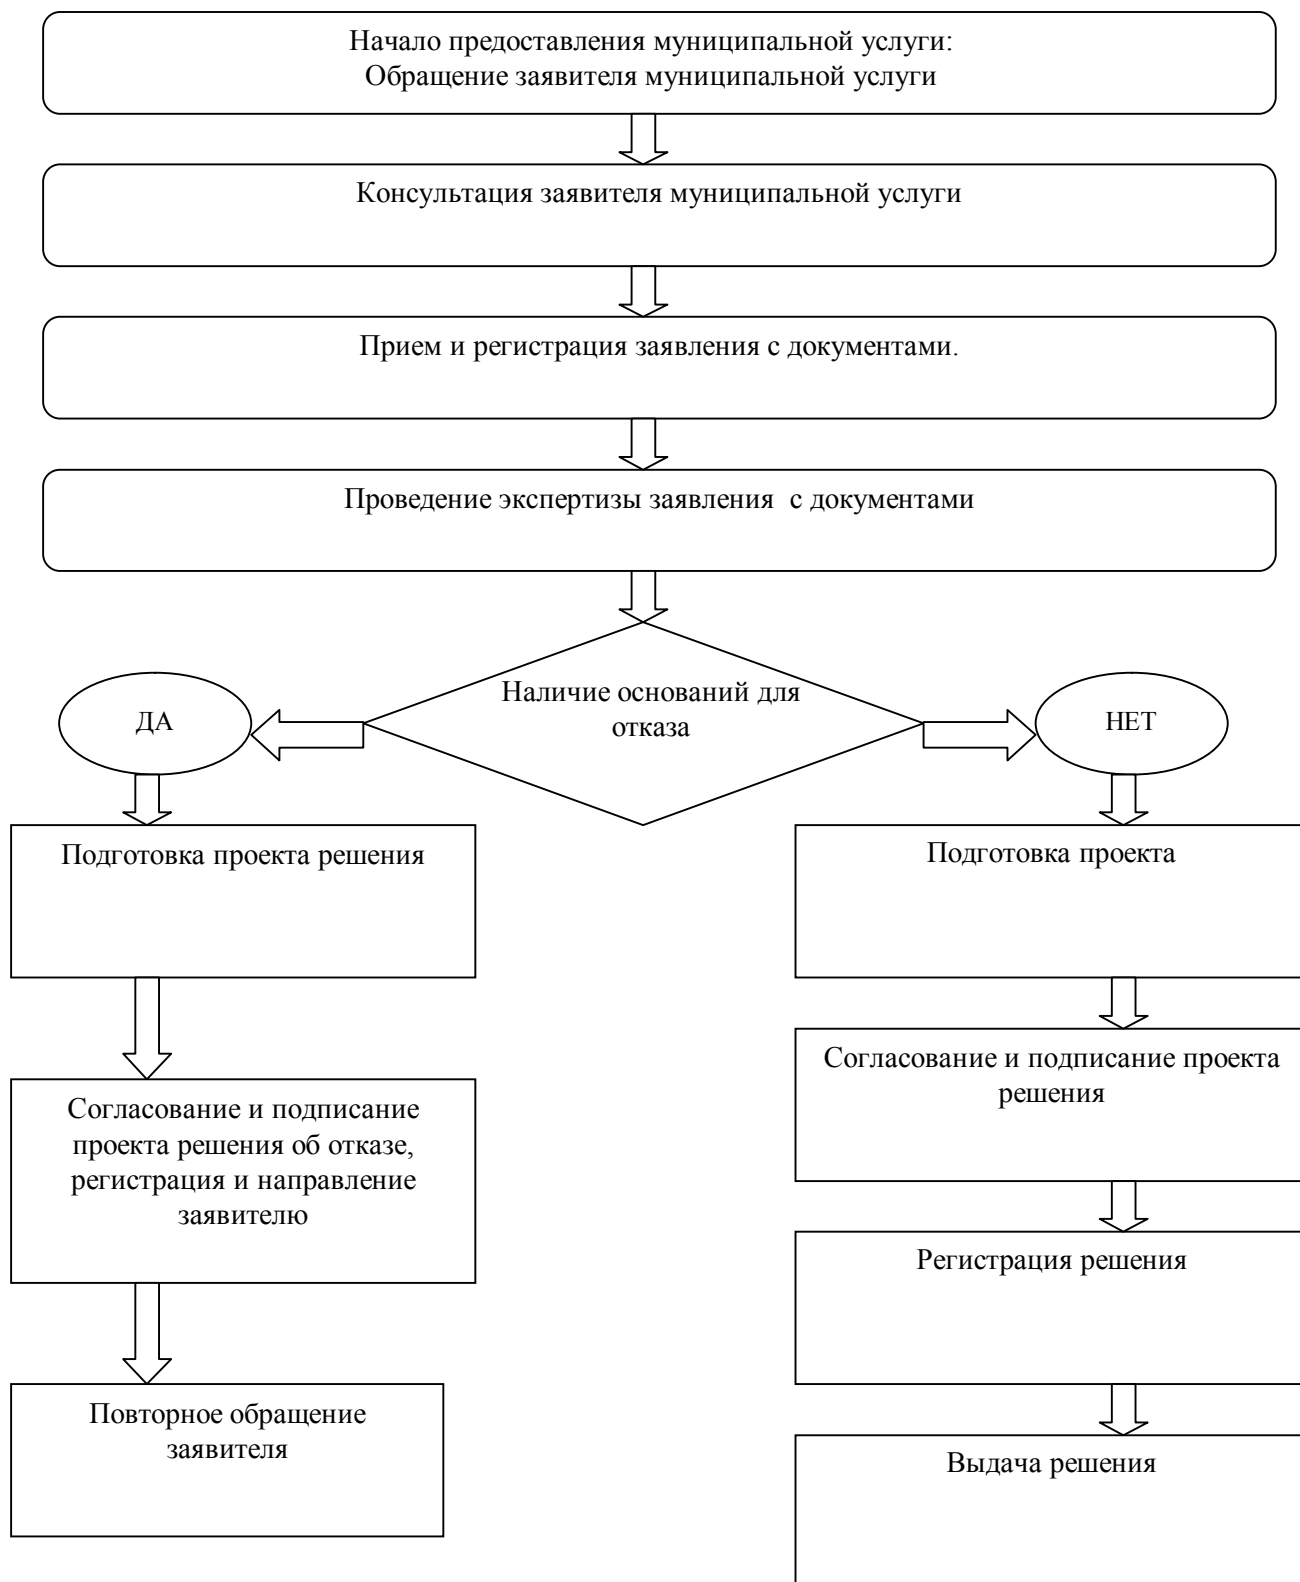 Начало предоставления муниципальной услуги:
Обращение заявителя муниципальной услуги
Консультация заявителя муниципальной услуги
Прием и регистрация заявления с документами.
Проведение экспертизы заявления с документами
Наличие оснований для
отказа
ДА
НЕТ
Подготовка проекта решения
Согласование и подписание
проекта решения об отказе,
регистрация и направление
заявителю
Повторное обращение
заявителя
Подготовка проекта
Согласование и подписание проекта
решения
Регистрация решения
Выдача решения